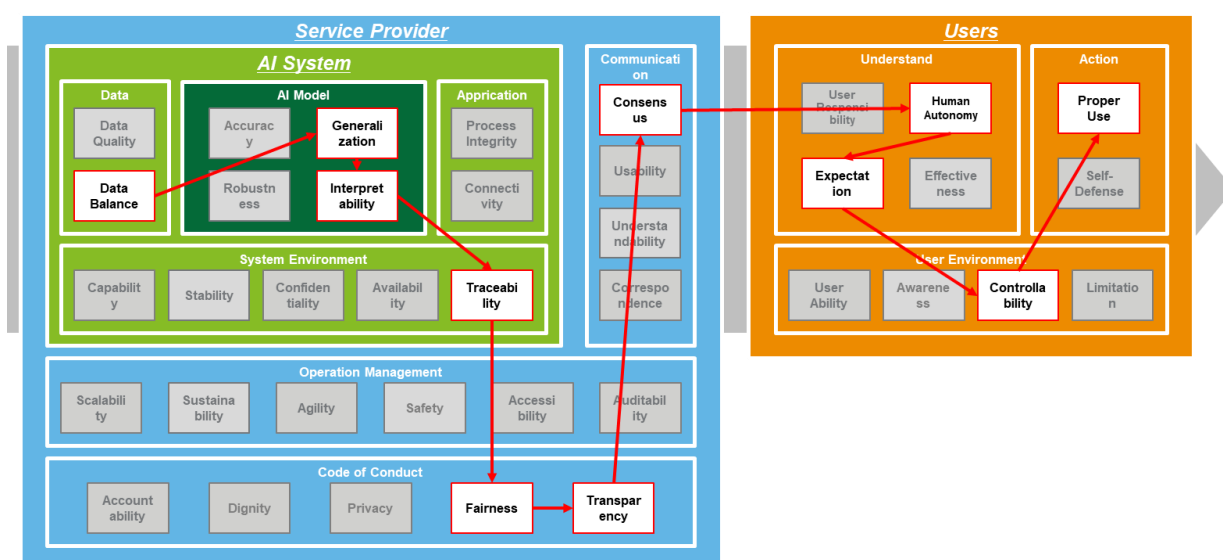 Service Provider
AI System
Data
Data
Quality
Data
Balance
AI Model
Accurac
y
Generali
zation
Robustn
ess
Interpret
ability
Apprication
Process
Integrity
Connecti
vity
System Environment
Capabilit
y
Stability
Confiden
tiality
Availabi
lity
Traceabi
lity
Communicati
on
Consens
us
Usability
Understa
ndability
Correspo
ndence
Operation Management
Scalabili
ty
Sustaina
bility
Agility
Safety
Accessi
bility
Auditabil
ity
Code of Conduct
Account
ability
Dignity
Privacy
Fairness
Transpar
ency
Users
Understand
User
Responsi
bility
Human
Autonomy
Expectat
ion
Effective
ness
Action
Proper
Use
Self-
Defense
User Environment
User
Ability
Awarene
ss
Controlla
bility
Limitatio
n